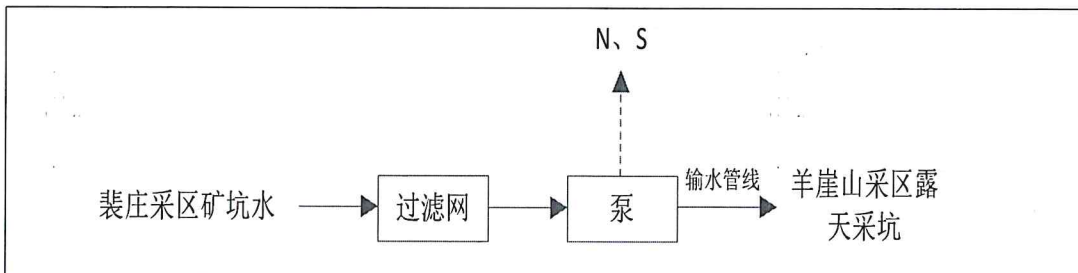 N、S
裴庄采区矿坑水
过滤网
泵
输水管线
羊崖山采区露
天采坑